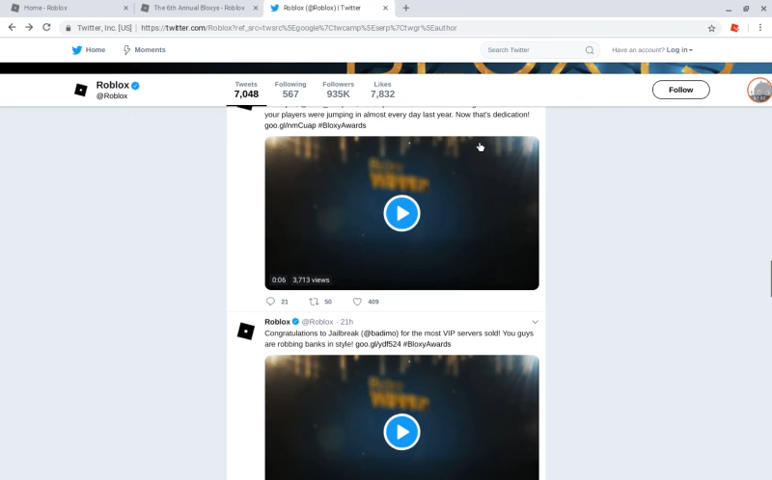 Home - Roblox
The 6th Annual Bloxys - Roblox
Roblox (@Roblox) | Twitter
Twitter, Inc. [US] https://twitter.com/Roblox?ref_src=twsrc%5Egoogle%7Ctwcamp%5Eserp%7Ctwgr%5Eauthor
Home Moments Search Twitter Have an account? Log in
Roblox
@Roblox
Tweets Following Followers Likes
7,048 567 935K 7,832
Follow
your players were jumping in almost every day last year. Now that's dedication!
goo.gl/nmCuap #BloxyAwards
0:06 3,713 views
21 50 409
Roblox @Roblox · 21h
Congratulations to Jailbreak (@badimo) for the most VIP servers sold! You guys
are robbing banks in style! goo.gl/ydf524 #BloxyAwards